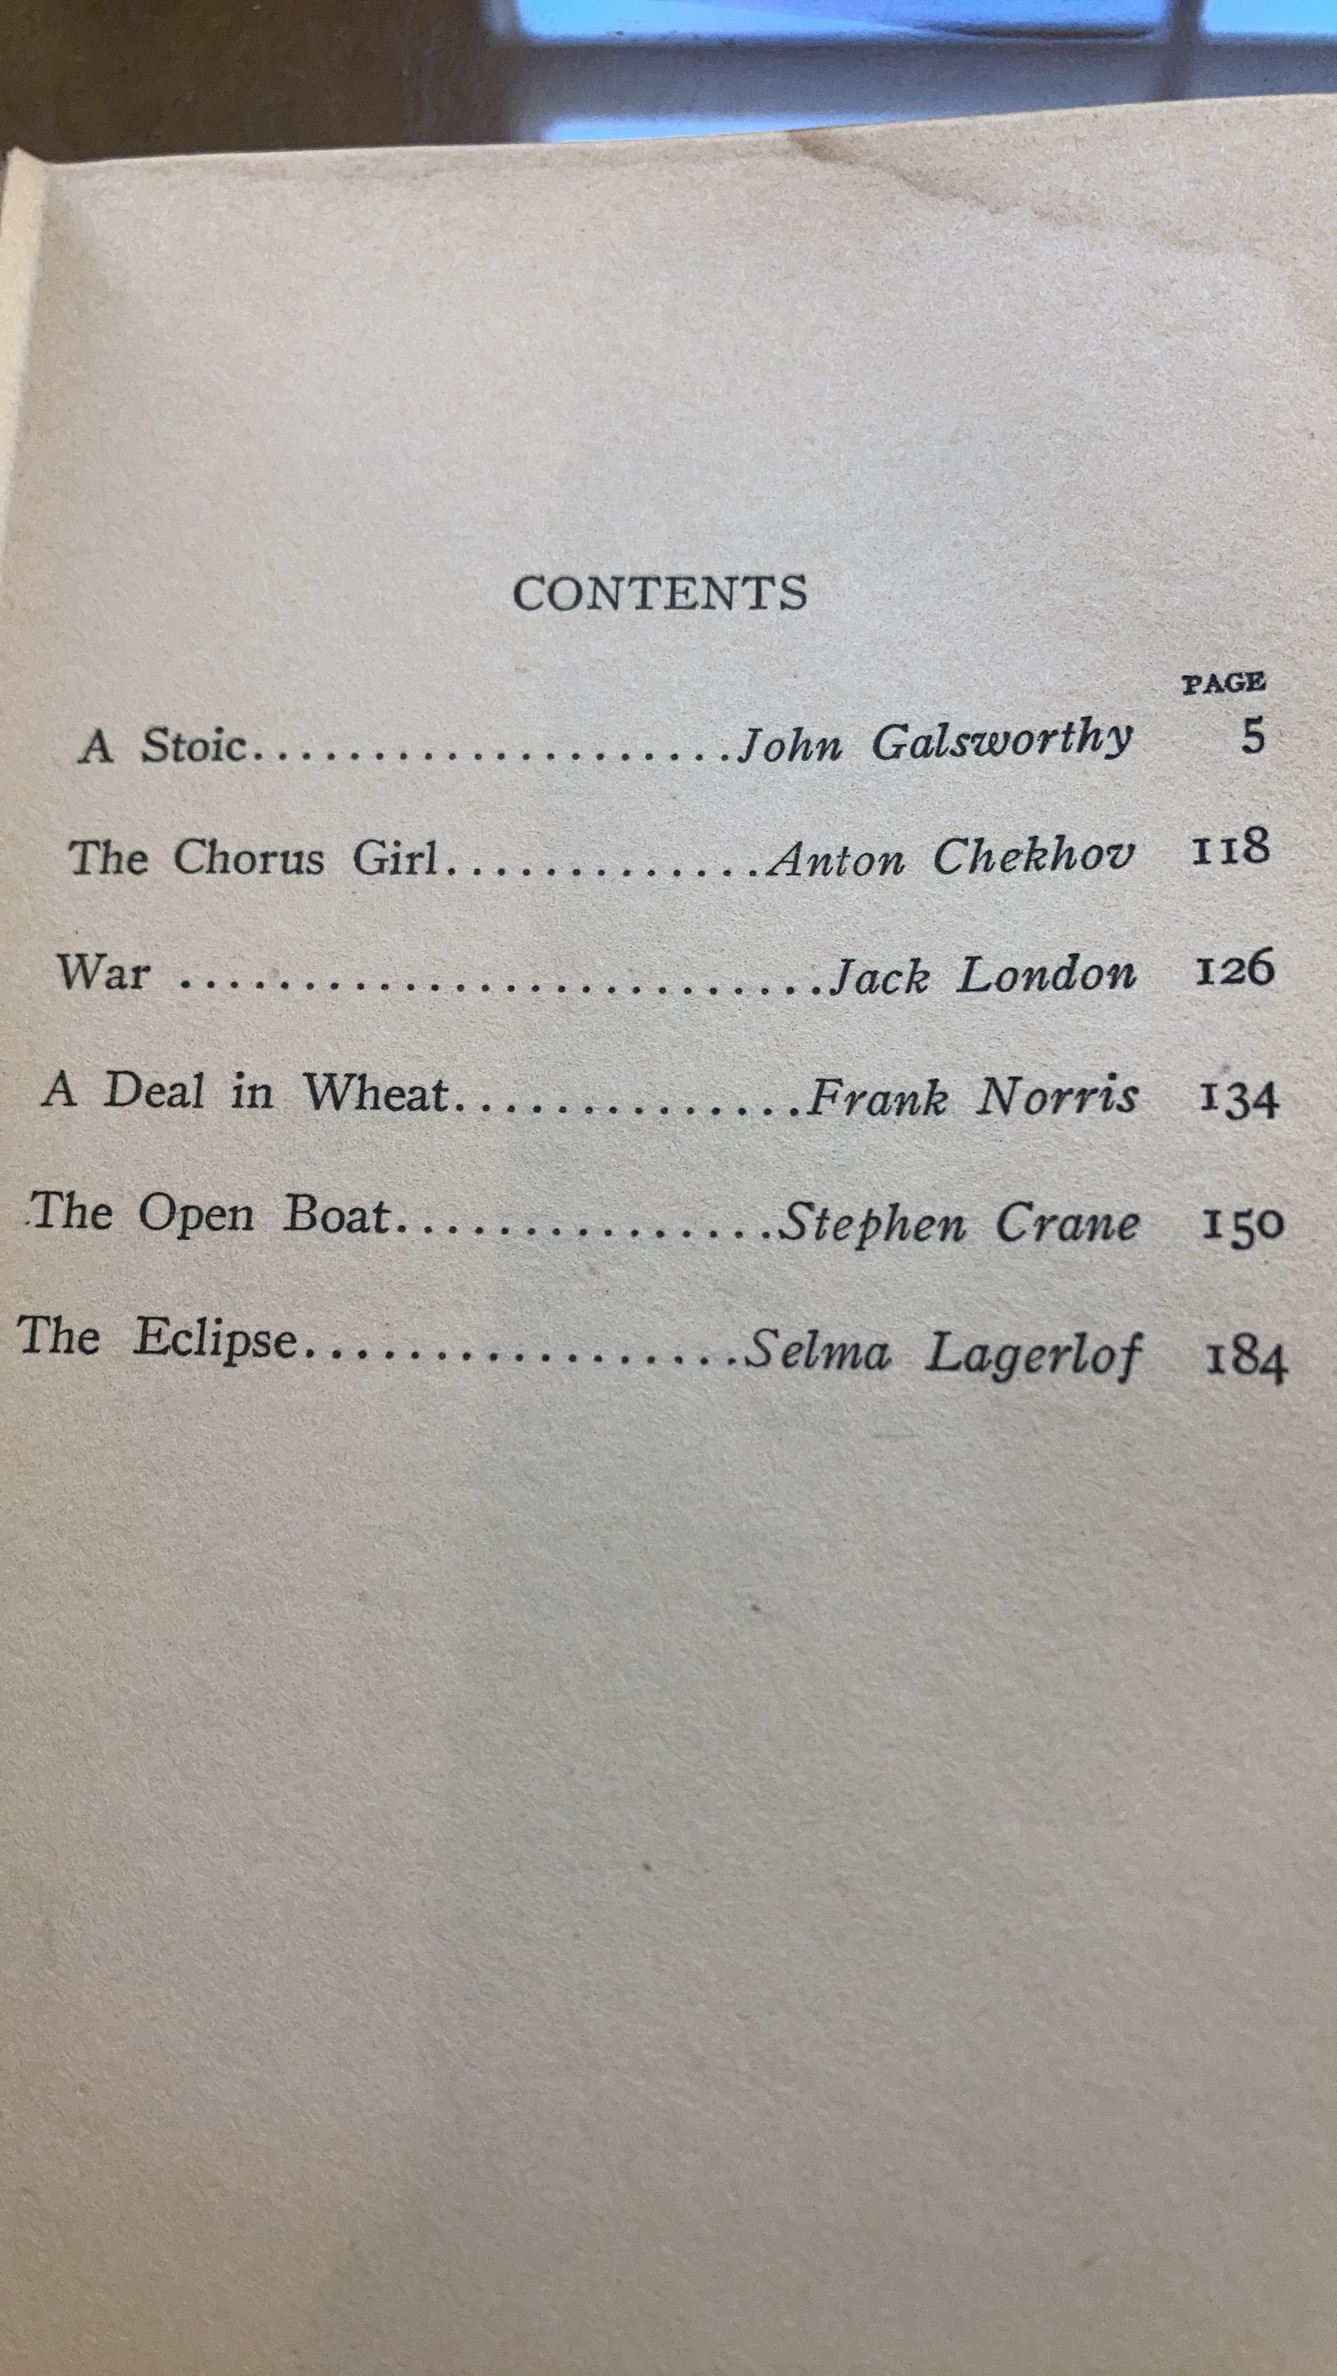 CONTENTS
PAGE
A Stoic.....................John Galsworthy 5
The Chorus Girl..............Anton Chekhov 118
War ...........................Jack London 126
A Deal in Wheat...............Frank Norris 134
The Open Boat................Stephen Crane 150
The Eclipse..................Selma Lagerlof 184